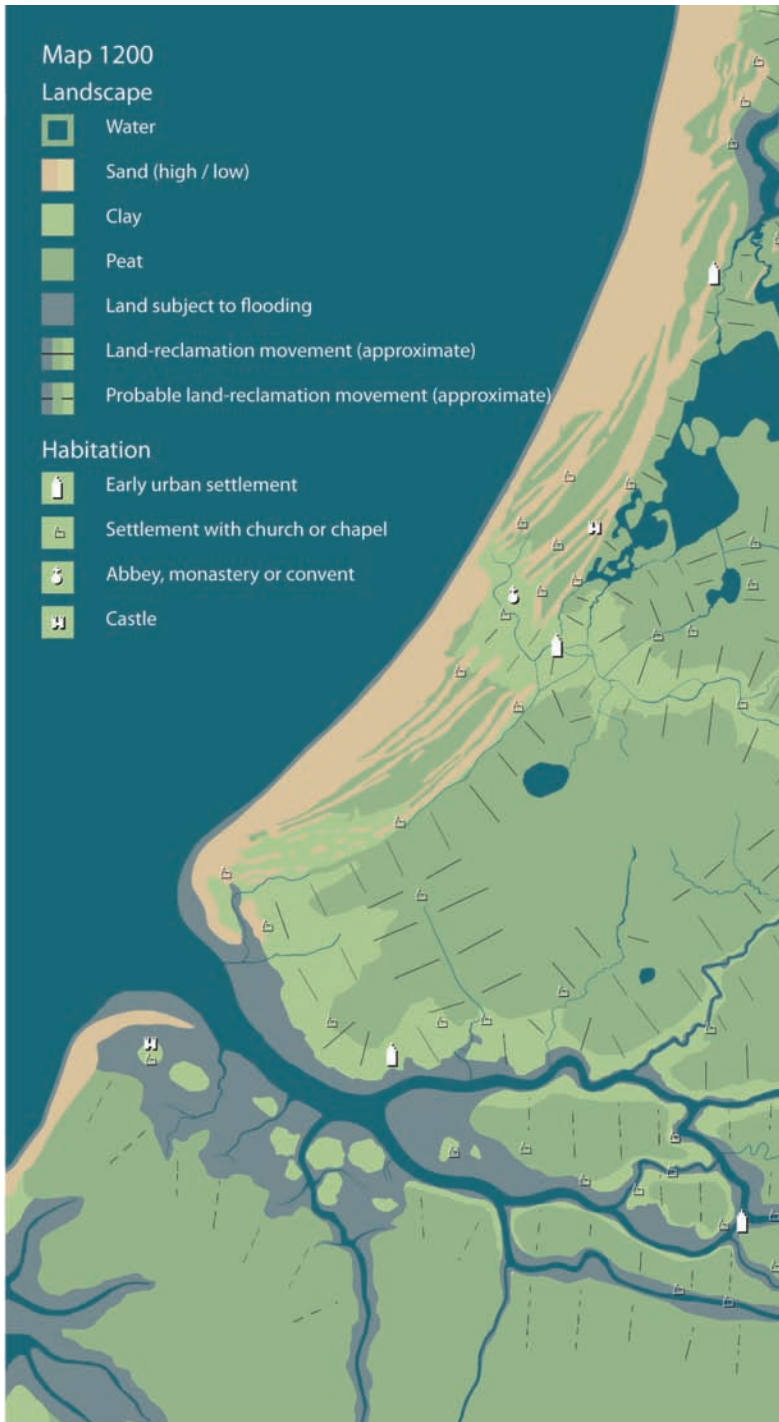 Map 1200
Landscape
Water
Sand (high / low)
Clay
Peat
Land subject to flooding
Land-reclamation movement (approximate)
Probable land-reclamation movement (approximate)
Habitation
Early urban settlement
Settlement with church or chapel
Abbey, monastery or convent
Castle